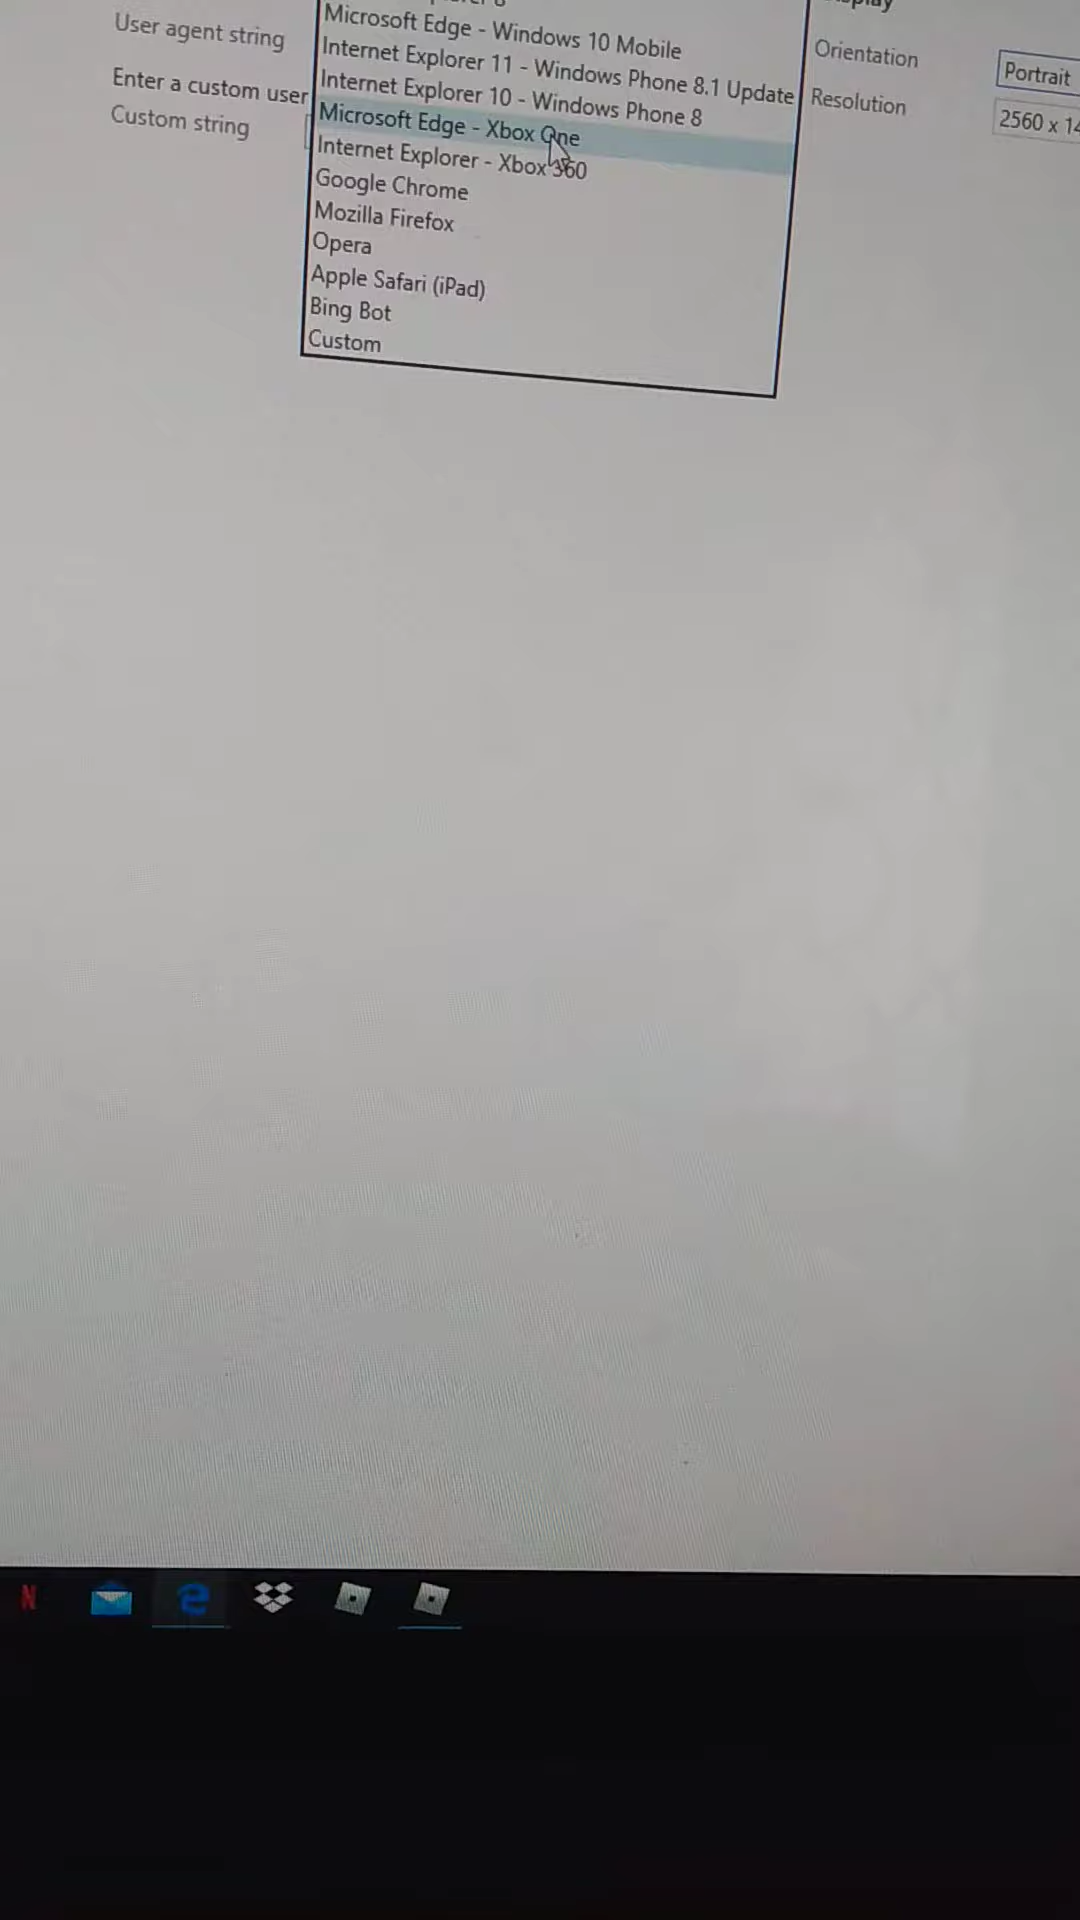 User agent string
Enter a custom user
Custom string
Microsoft Edge - Windows 10 Mobile
Internet Explorer 11 - Windows Phone 8.1 Update
Internet Explorer 10 - Windows Phone 8
Microsoft Edge - Xbox One
Internet Explorer - Xbox 360
Google Chrome
Mozilla Firefox
Opera
Apple Safari (iPad)
Bing Bot
Custom
Orientation
Portrait
Resolution
2560 x 14
N